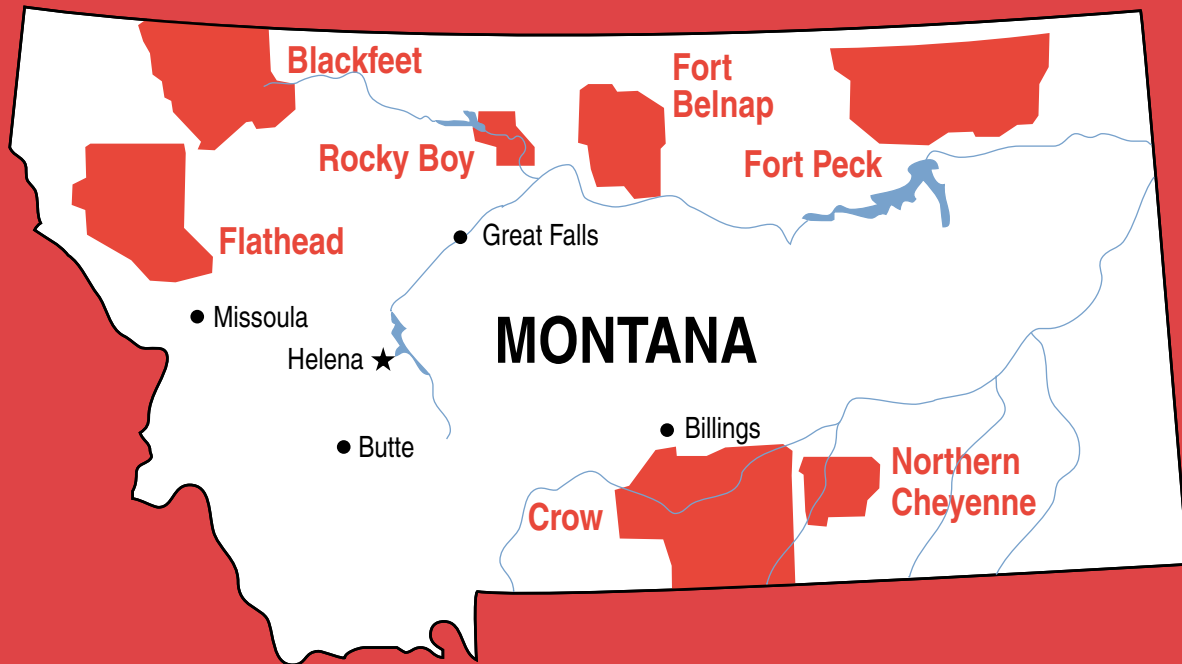 Blackfeet
Fort
Belnap
Rocky Boy
Fort Peck
Flathead
Great Falls
Missoula
MONTANA
Helena
Billings
Butte
Northern
Cheyenne
Crow